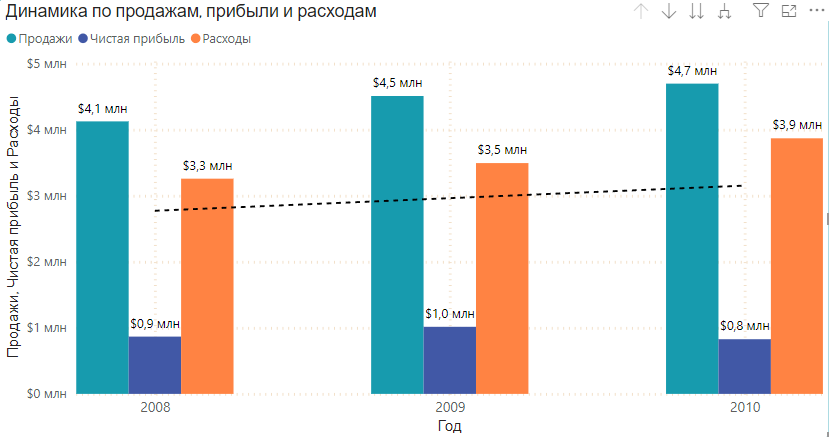 Динамика по продажам, прибыли и расходам
Продажи Чистая прибыль Расходы
Продажи, Чистая прибыль и Расходы
$5 млн
$4 млн
$3 млн
$2 млн
$1 млн
$0 млн
$4,1 млн
$0,9 млн
$3,3 млн
$4,5 млн
$1,0 млн
$3,5 млн
$4,7 млн
$0,8 млн
$3,9 млн
2008 2009 2010
Год